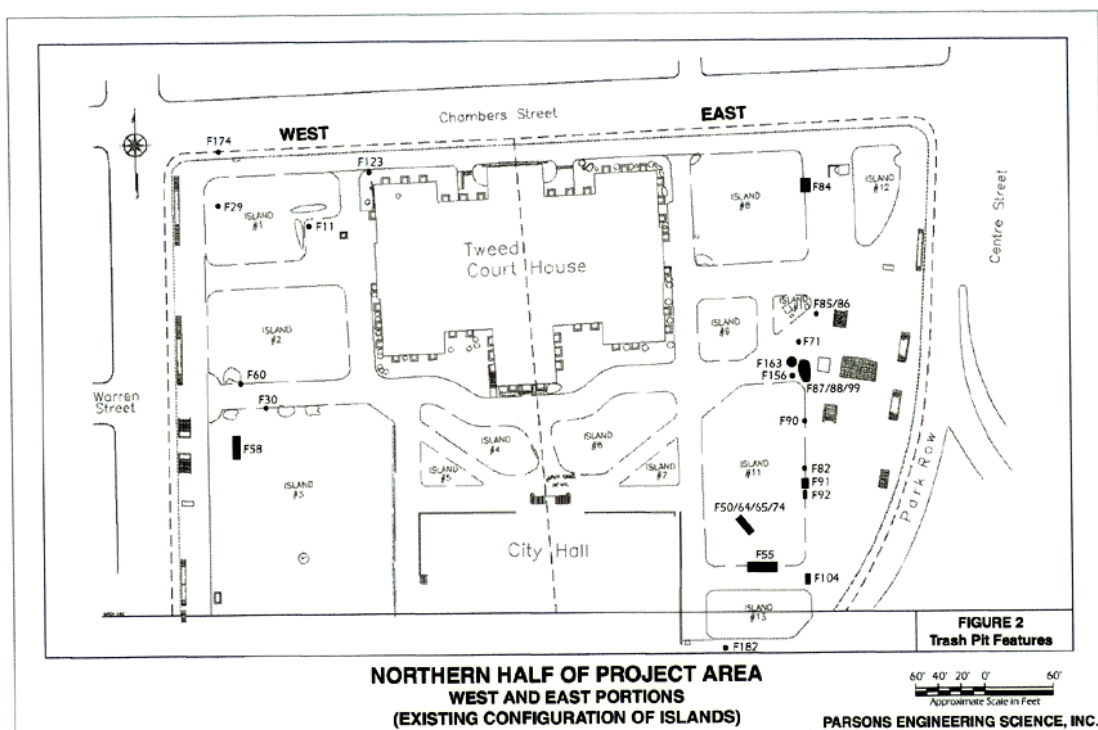 Chambers Street
WEST
EAST
F174
F123
F29
ISLAND
#1
F11
ISLAND
#8
F84
ISLAND
#12
Centre Street
Tweed
Court House
ISLAND
#2
ISLAND
#9
ISLAND
#10
F85/86
F71
F163
F156
F87/88/99
F60
F30
Warren
Street
F58
F90
ISLAND
#4
ISLAND
#6
ISLAND
#5
ISLAND
#7
ISLAND
#3
ISLAND
#11
F82
F91
F92
F50/64/65/74
Park Row
City Hall
F55
F104
ISLAND
#13
F182
FIGURE 2
Trash Pit Features
NORTHERN HALF OF PROJECT AREA
WEST AND EAST PORTIONS
(EXISTING CONFIGURATION OF ISLANDS)
60' 40' 20' 0' 60'
Approximate Scale in Feet
PARSONS ENGINEERING SCIENCE, INC.